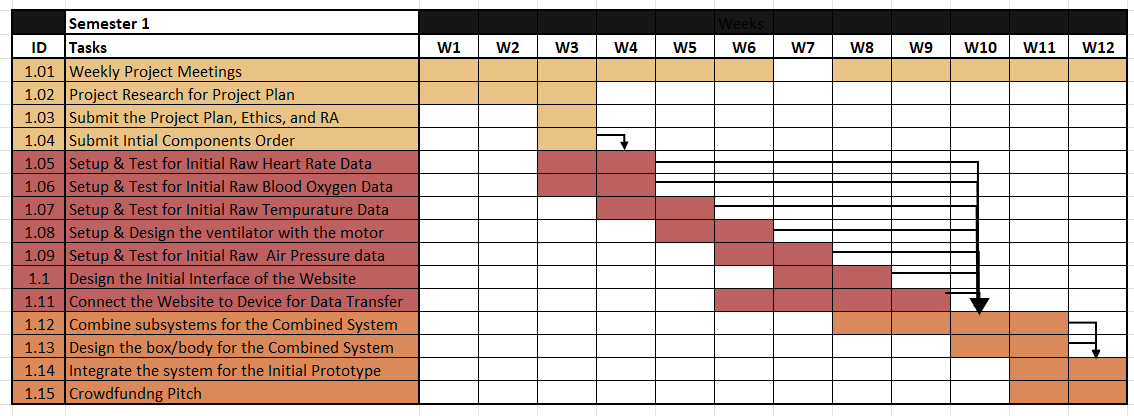 Semester 1 Weeks
ID Tasks W1 W2 W3 W4 W5 W6 W7 W8 W9 W10 W11 W12
1.01 Weekly Project Meetings
1.02 Project Research for Project Plan
1.03 Submit the Project Plan, Ethics, and RA
1.04 Submit Intial Components Order
1.05 Setup & Test for Initial Raw Heart Rate Data
1.06 Setup & Test for Initial Raw Blood Oxygen Data
1.07 Setup & Test for Initial Raw Tempurature Data
1.08 Setup & Design the ventilator with the motor
1.09 Setup & Test for Initial Raw Air Pressure data
1.1 Design the Initial Interface of the Website
1.11 Connect the Website to Device for Data Transfer
1.12 Combine subsystems for the Combined System
1.13 Design the box/body for the Combined System
1.14 Integrate the system for the Initial Prototype
1.15 Crowdfundng Pitch